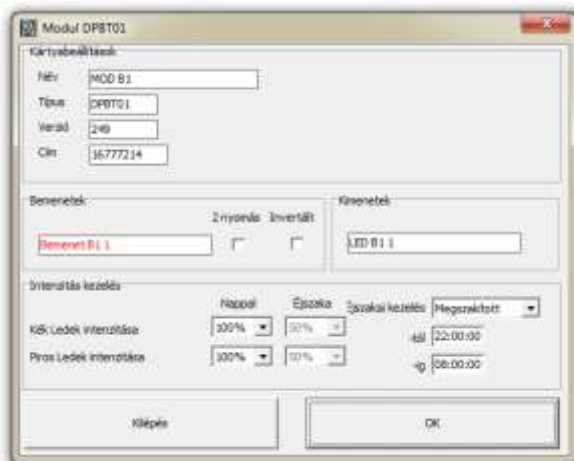 Modul DPBT01
Kártyabeállítások
Név MOD B1
Típus DPBT01
Verzió 249
Cím 16777214
Bemenetek
2 nyomás Invertált
Bemenet B1 1
Kimenetek
LED B1 1
Intenzitás kezelés
Nappal Éjszaka Éjszakai kezelés Megszakított
Kék Ledek intenzitása 100% 50% -tól 22:00:00
Piros Ledek intenzitása 100% 50% -ig 08:00:00
Kilépés OK